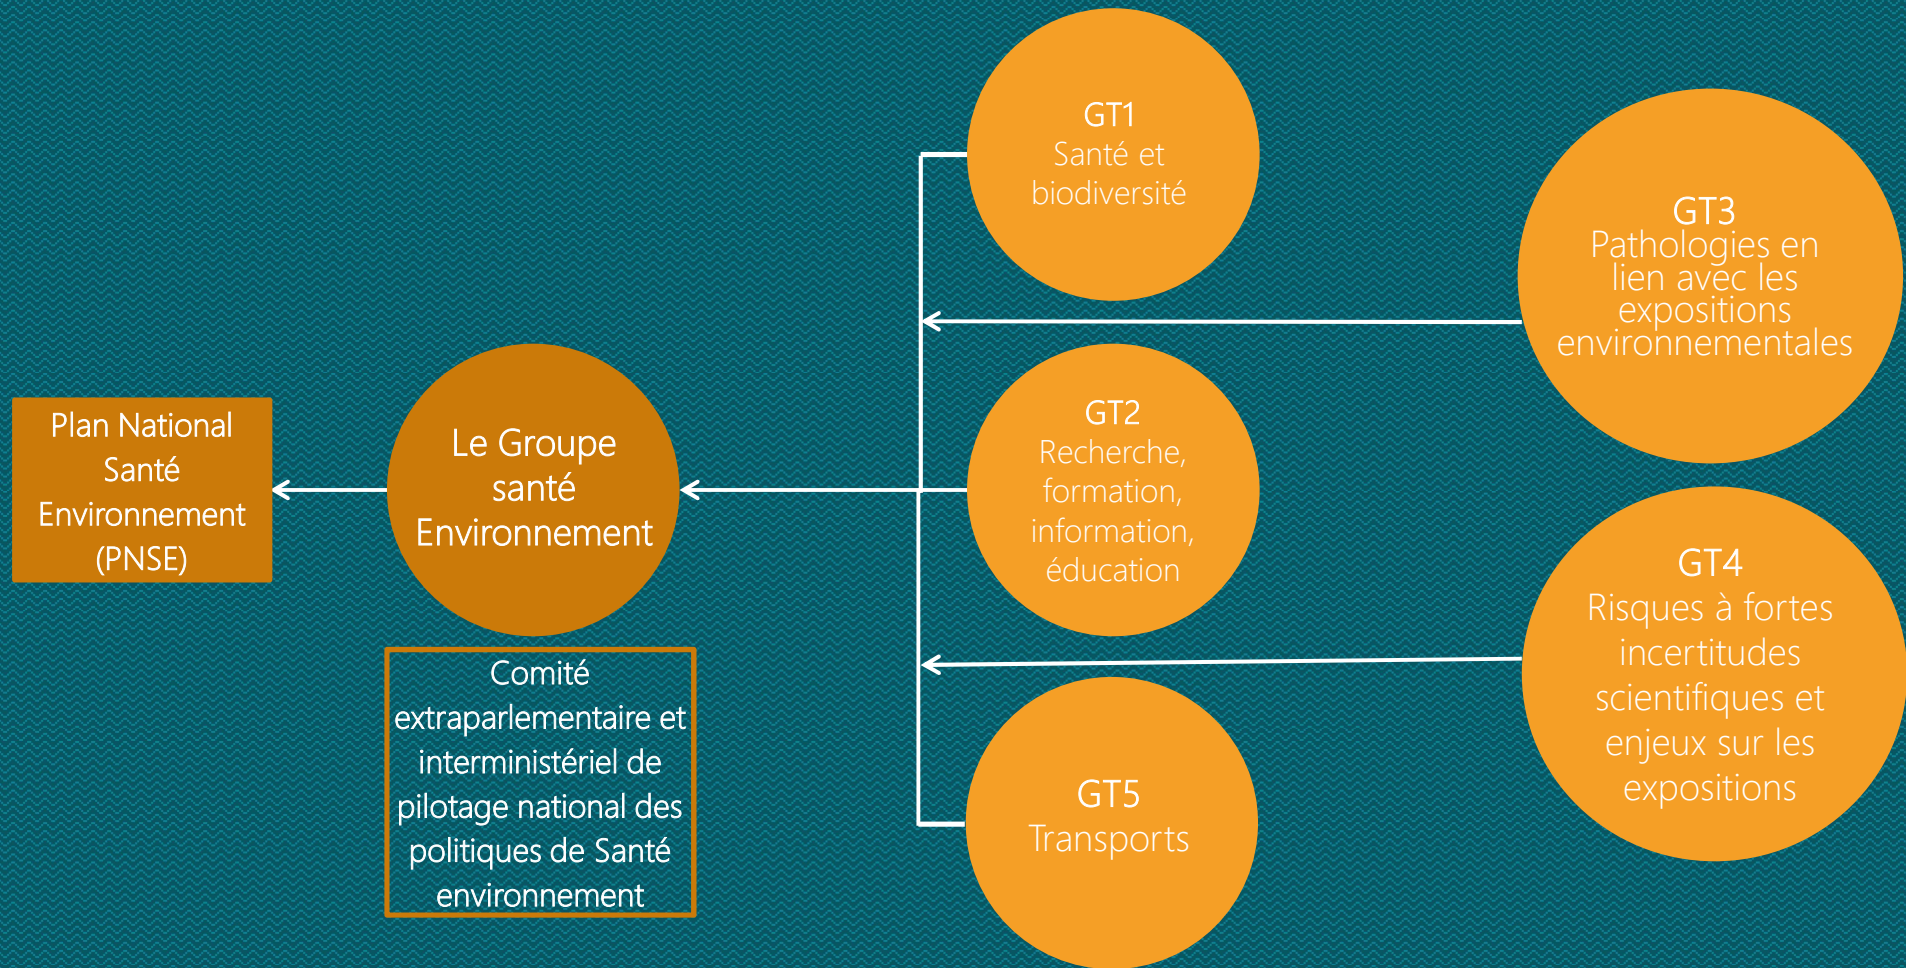 Plan National
Santé
Environnement
(PNSE)
Le Groupe
santé
Environnement
Comité
extraparlementaire et
interministériel de
pilotage national des
politiques de Santé
environnement
GT1
Santé et
biodiversité
GT2
Recherche,
formation,
information,
éducation
GT5
Transports
GT3
Pathologies en
lien avec les
expositions
environnementales
GT4
Risques à fortes
incertitudes
scientifiques et
enjeux sur les
expositions